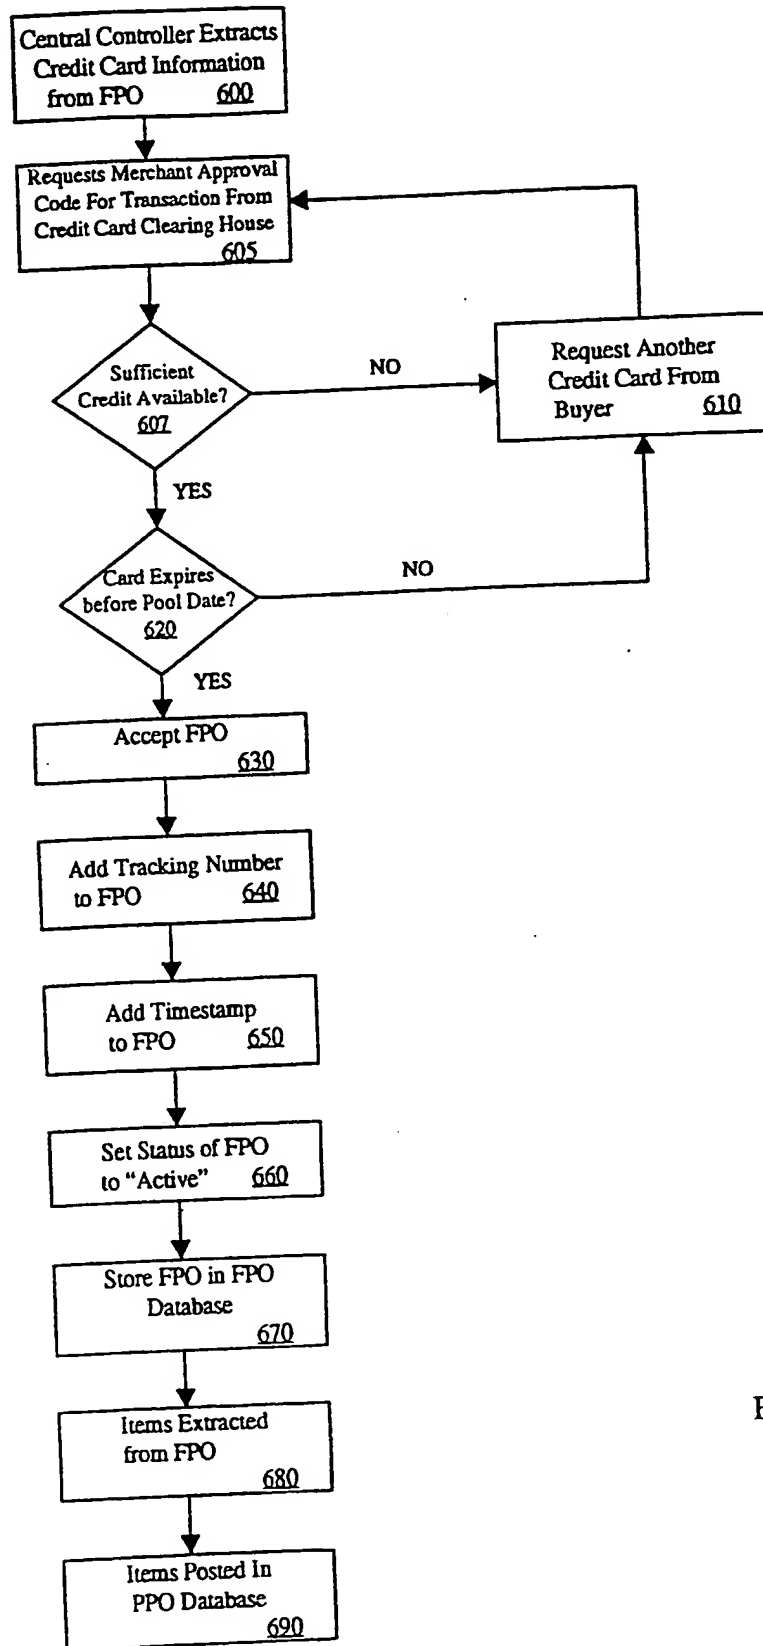 Central Controller Extracts
Credit Card Information
from FPO 600
Requests Merchant Approval
Code For Transaction From
Credit Card Clearing House
605
Sufficient
Credit Available?
607
NO
Request Another
Credit Card From
Buyer 610
YES
Card Expires
before Pool Date?
620
NO
YES
Accept FPO
630
Add Tracking Number
to FPO 640
Add Timestamp
to FPO 650
Set Status of FPO
to “Active” 660
Store FPO in FPO
Database
670
Items Extracted
from FPO
680
Items Posted In
PPO Database
690